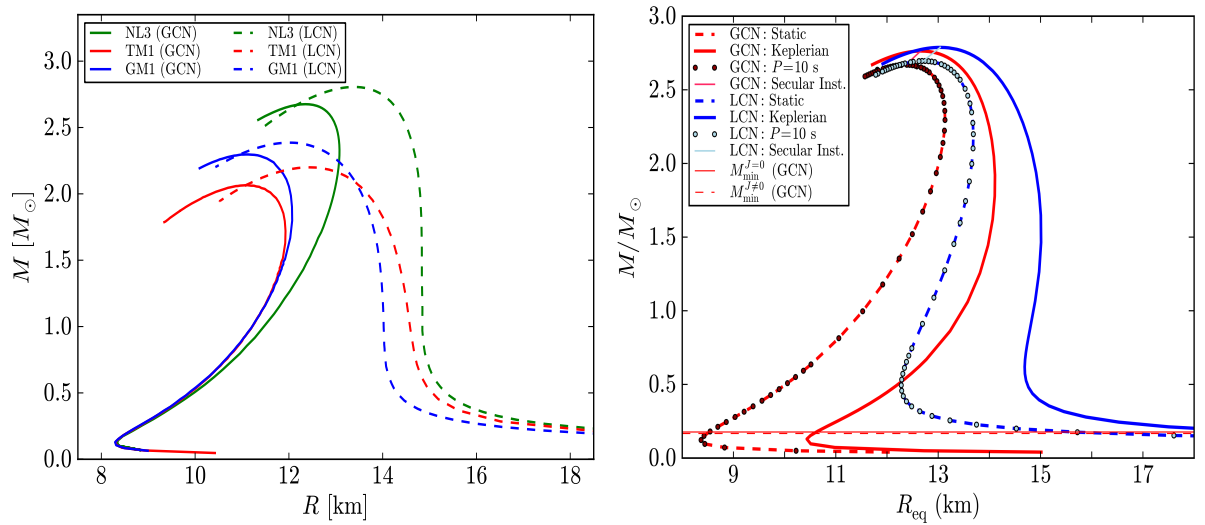 NL3 (GCN) NL3 (LCN)
TM1 (GCN) TM1 (LCN)
GM1 (GCN) GM1 (LCN)
3.0
2.5
2.0
1.5
1.0
0.5
0.0
M [M⊙]
8 10 12 14 16 18
R [km]
GCN: Static
GCN: Keplerian
GCN: P=10 s
GCN: Secular Inst.
LCN: Static
LCN: Keplerian
LCN: P=10 s
LCN: Secular Inst.
M_min^{J=0} (GCN)
M_min^{J≠0} (GCN)
3.0
2.5
2.0
1.5
1.0
0.5
0.0
M/M⊙
9 11 13 15 17
R_eq (km)